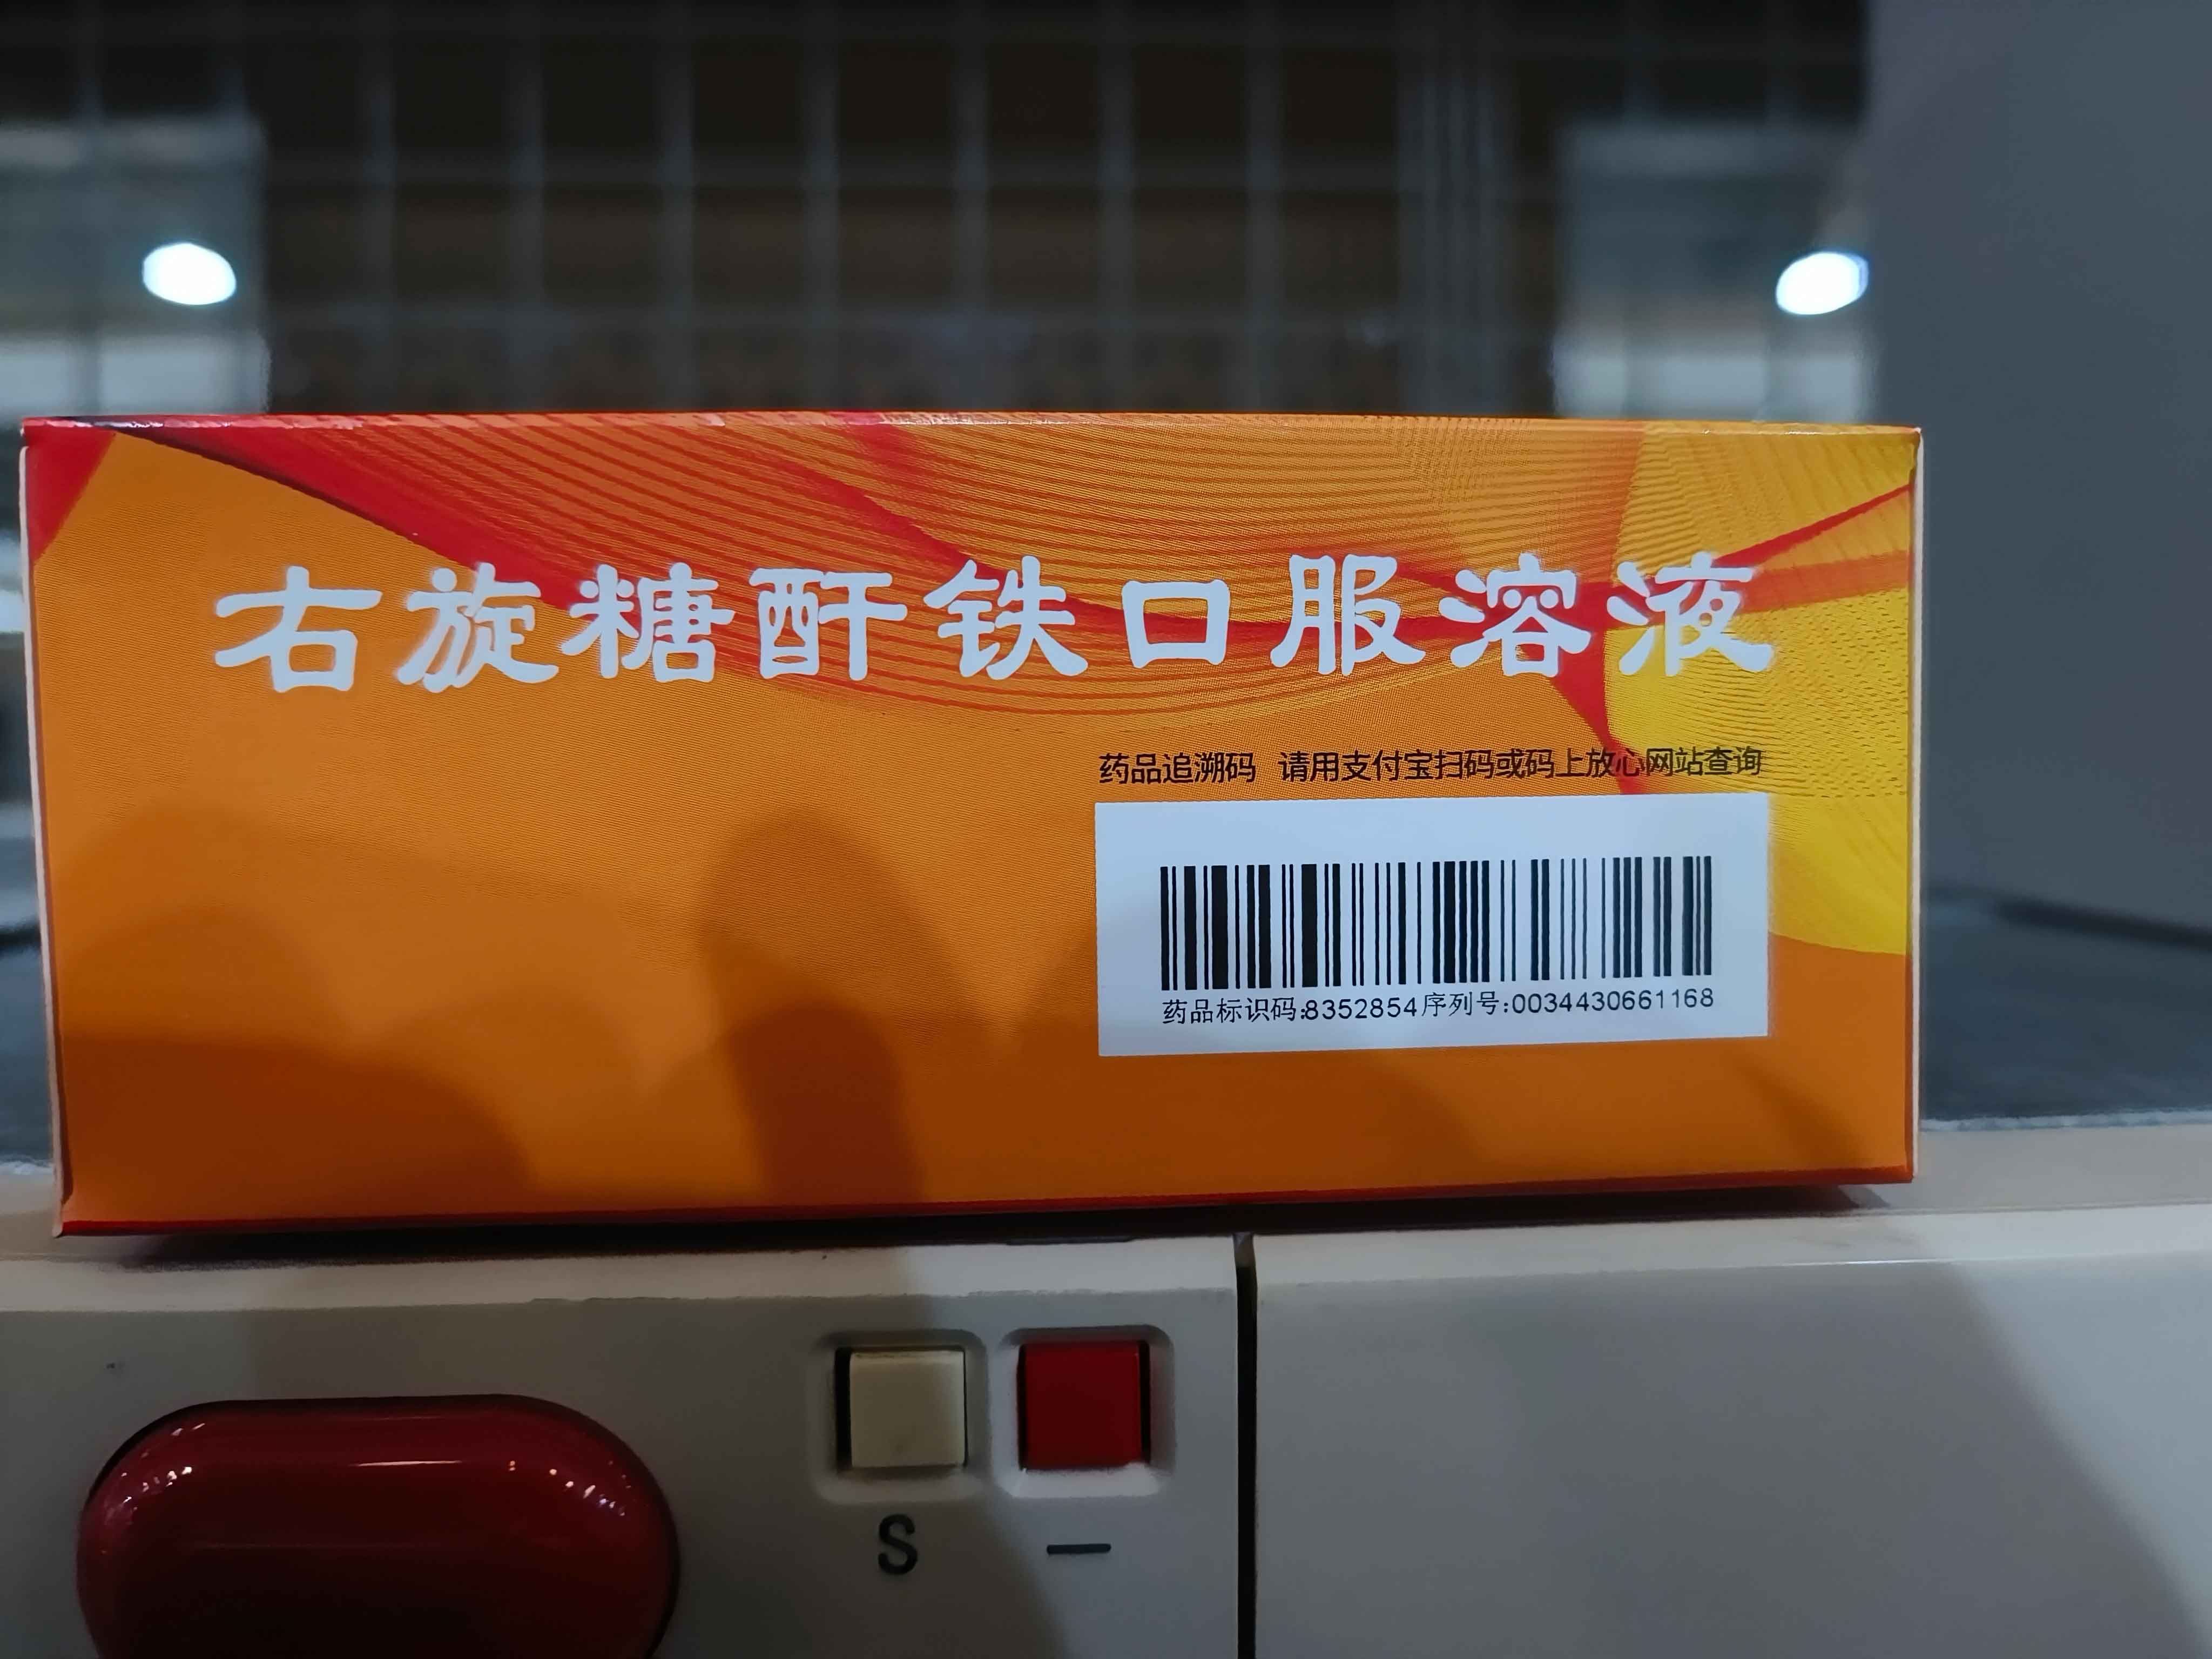 右旋糖酐铁口服溶液
药品追溯码 请用支付宝扫码或码上放心网站查询
药品标识码:8352854序列号:0034430661168
S
—